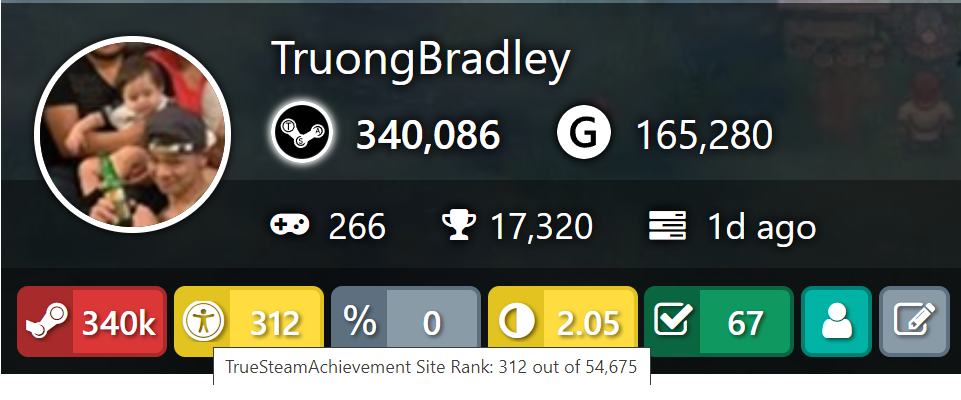 TruongBradley
340,086 G 165,280
266 17,320 1d ago
340k 312 % 0 2.05 67
TrueSteamAchievement Site Rank: 312 out of 54,675